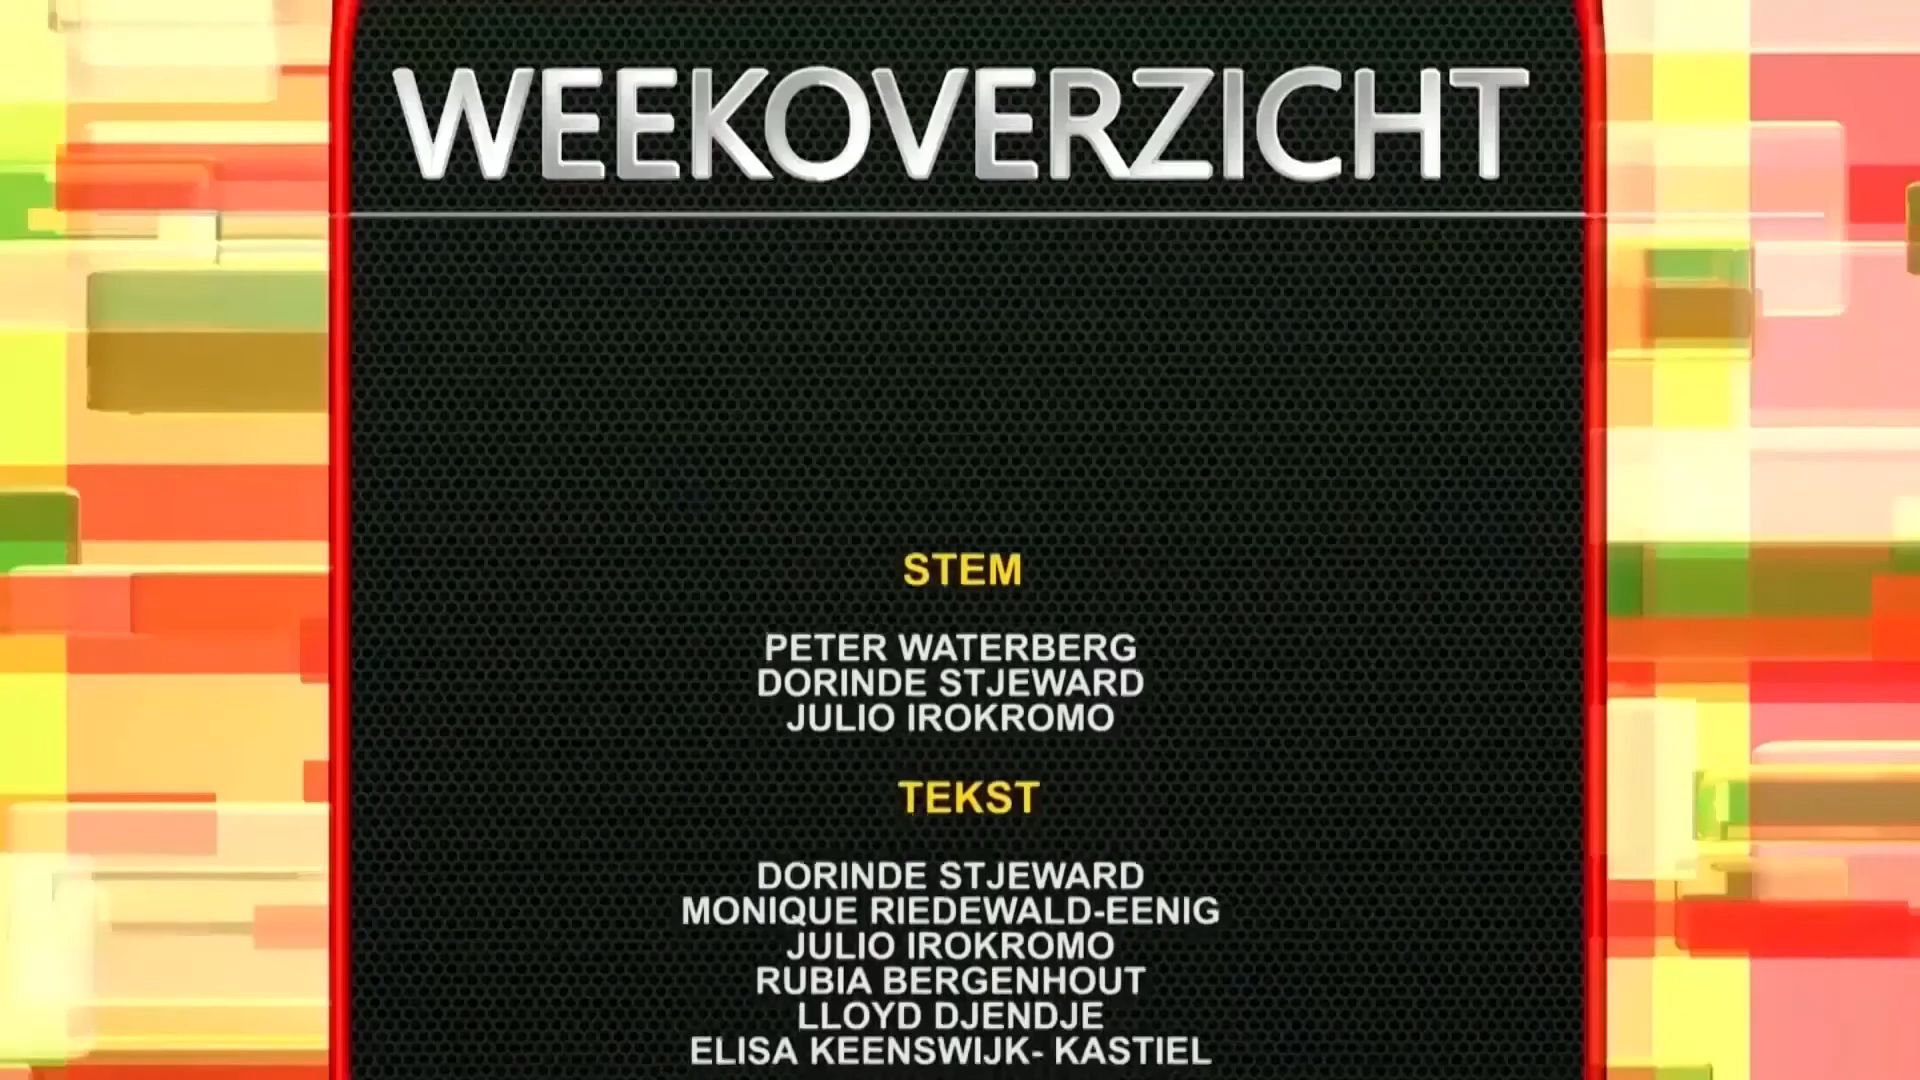 WEEKOVERZICHT
STEM
PETER WATERBERG
DORINDE STJEWARD
JULIO IROKROMO
TEKST
DORINDE STJEWARD
MONIQUE RIEDEWALD-EENIG
JULIO IROKROMO
RUBIA BERGENHOUT
LLOYD DJENDJE
ELISA KEENSWIJK- KASTIEL